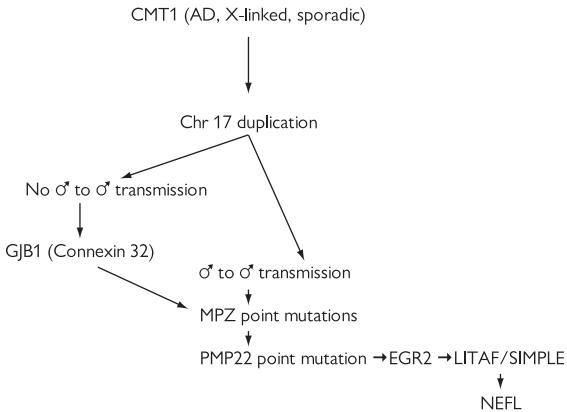 CMT1 (AD, X-linked, sporadic)
Chr 17 duplication
No ♂ to ♂ transmission
GJB1 (Connexin 32)
♂ to ♂ transmission
MPZ point mutations
PMP22 point mutation → EGR2 → LITAF/SIMPLE
NEFL